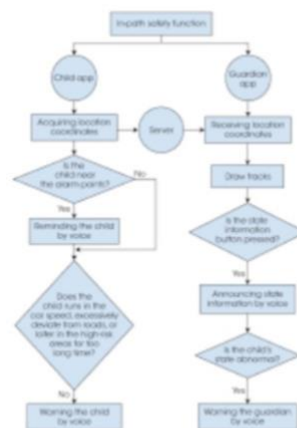 In-path safety function
Child app
Guardian
app
Acquiring location
coordinates
Server
Receiving location
coordinates
Is the
child near
the alarm points?
No
Draw tracks
Yes
Reminding the child
by voice
Is the state
information
button pressed?
Yes
Does the
child runs in the
car speed, excessively
deviate from roads, or
loiter in the high-risk
areas for too
long time?
Announcing state
information by voice
Is the child's
state abnormal?
No
Yes
Warning the child
by voice
Warning the guardian
by voice